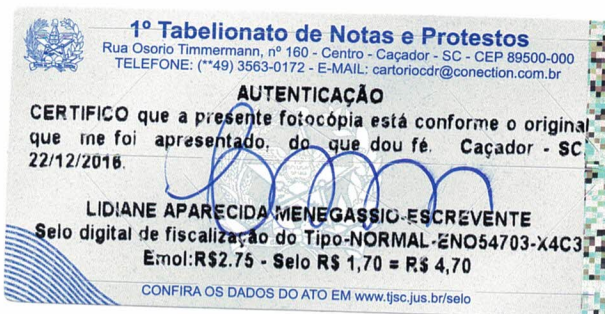 1º Tabelionato de Notas e Protestos
Rua Osorio Timmermann, nº 160 - Centro - Caçador - SC - CEP 89500-000
TELEFONE: (**49) 3563-0172 - E-MAIL: cartoriocdr@conection.com.br
AUTENTICAÇÃO
CERTIFICO que a presente fotocópia está conforme o original
que me foi apresentado, do que dou fé. Caçador - SC
22/12/2016.
LIDIANE APARECIDA MENEGASSIO-ESCREVENTE
Selo digital de fiscalização do Tipo-NORMAL-ENO54703-X4C3
Emol:R$2.75 - Selo R$ 1,70 = R$ 4,70
CONFIRA OS DADOS DO ATO EM www.tjsc.jus.br/selo